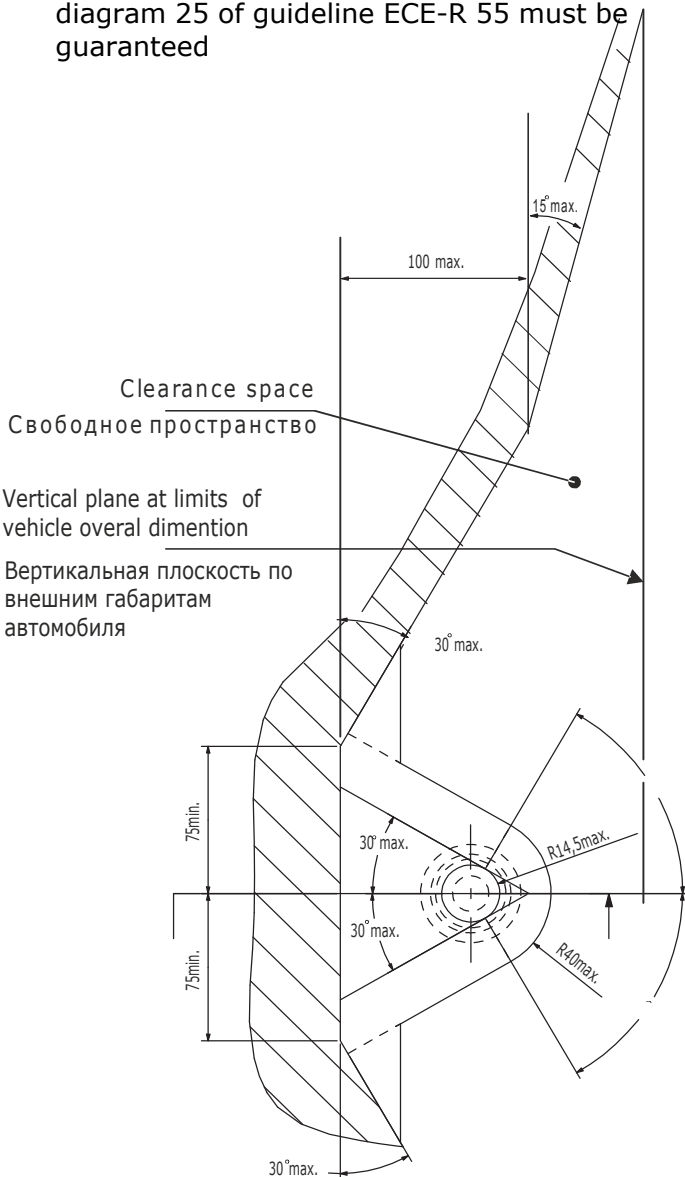 diagram 25 of guideline ECE-R 55 must be
guaranteed
15°max.
100 max.
Clearance space
Свободное пространство
Vertical plane at limits of
vehicle overal dimention
Вертикальная плоскость по
внешним габаритам
автомобиля
30°max.
75min.
30°max.
R14,5max.
30°max.
75min.
R40max.
30°max.